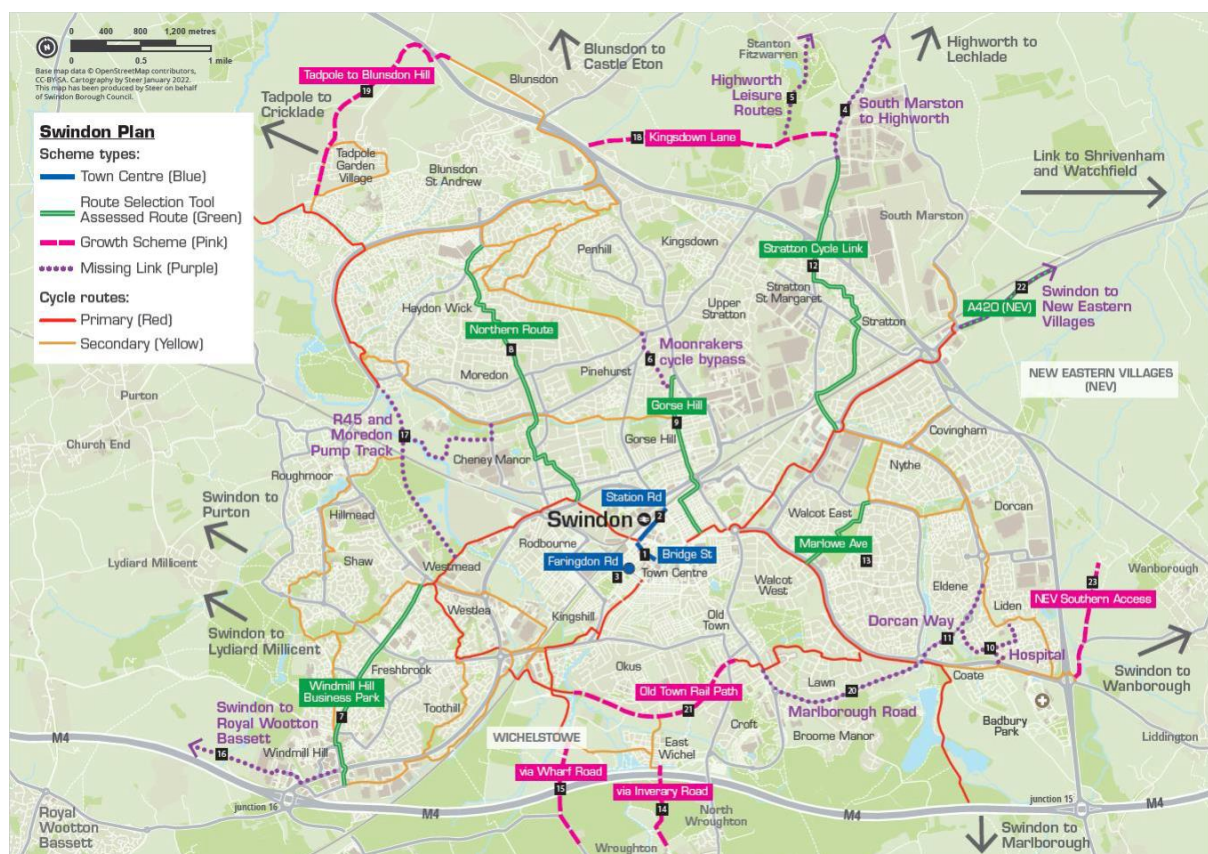 0 400 800 1,200 metres
0 0.5 1
1 mile
N
Base map data © OpenStreetMap contributors,
CC-BY-SA. Cartography by Steer January 2022.
This map has been produced by Steer on behalf
of Swindon Borough Council.
Swindon Plan
Scheme types:
Town Centre (Blue)
Route Selection Tool
Assessed Route (Green)
Growth Scheme (Pink)
Missing Link (Purple)
Cycle routes:
Primary (Red)
Secondary (Yellow)
Tadpole to Blunsdon Hill
19
Tadpole to
Cricklade
Tadpole
Garden
Village
Blunsdon
St Andrew
Blunsdon
Blunsdon to
Castle Eton
Stanton
Fitzwarren
Highworth
Leisure
Routes
5
4
South Marston
to Highworth
Highworth to
Lechlade
18
Kingsdown Lane
Link to Shrivenham
and Watchfield
South Marston
Penhill
Kingsdown
Stratton Cycle Link
12
Stratton
St Margaret
Upper
Stratton
Stratton
22
A420 (NEV)
Swindon to
New Eastern
Villages
NEW EASTERN VILLAGES
(NEV)
Haydon Wick
Northern Route
8
Moredon
Pinehurst
6
Moonrakers
cycle bypass
Gorse Hill
9
Gorse Hill
Purton
Church End
R45 and
Moredon
Pump Track
17
Cheney Manor
Roughmoor
Covingham
Nythe
Dorcan
Swindon to
Purton
Hillmead
Shaw
Lydiard Millicent
Westmead
Rodbourne
Station Rd
2
Swindon
1
Bridge St
Faringdon Rd
3
Town Centre
Walcot East
Marlowe Ave
13
Walcot
West
Eldene
Liden
Wanborough
23
NEV Southern Access
Swindon to
Lydiard Millicent
Westlea
Kingshill
Old
Town
Dorcan Way
11
10
Hospital
Swindon to
Wanborough
Freshbrook
Windmill Hill
Business Park
7
Toothill
Okus
Old Town Rail Path
21
Lawn
20
Marlborough Road
Coate
Badbury
Park
Croft
Broome Manor
Liddington
Swindon to
Royal Wootton
Bassett
16
Windmill Hill
M4
WICHELSTOWE
East
Wichel
via Wharf Road
15
via Inverary Road
14
junction 16
M4
North
Wroughton
Wroughton
M4
junction 15
M4
Royal
Wootton
Bassett
Swindon to
Marlborough